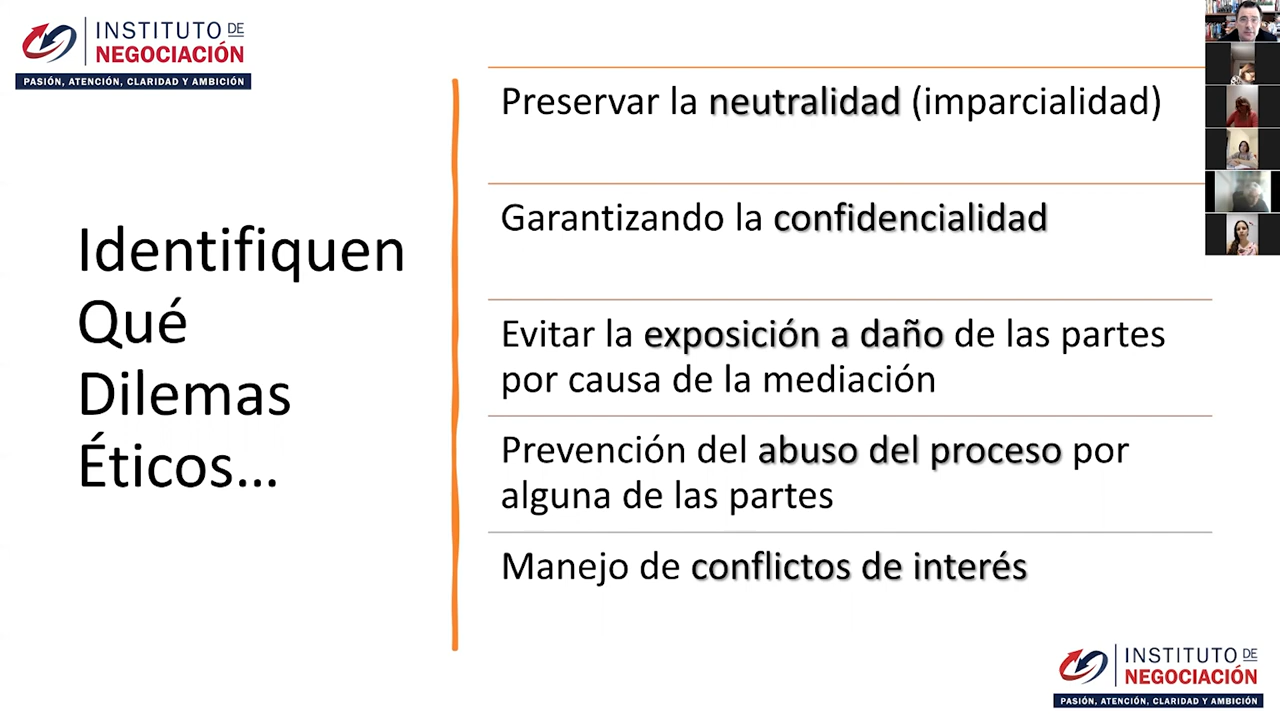 INSTITUTO DE
NEGOCIACIÓN
PASIÓN, ATENCIÓN, CLARIDAD Y AMBICIÓN
Identifiquen
Qué
Dilemas
Éticos...
Preservar la neutralidad (imparcialidad)
Garantizando la confidencialidad
Evitar la exposición a daño de las partes
por causa de la mediación
Prevención del abuso del proceso por
alguna de las partes
Manejo de conflictos de interés
INSTITUTO DE
NEGOCIACIÓN
PASIÓN, ATENCIÓN, CLARIDAD Y AMBICIÓN